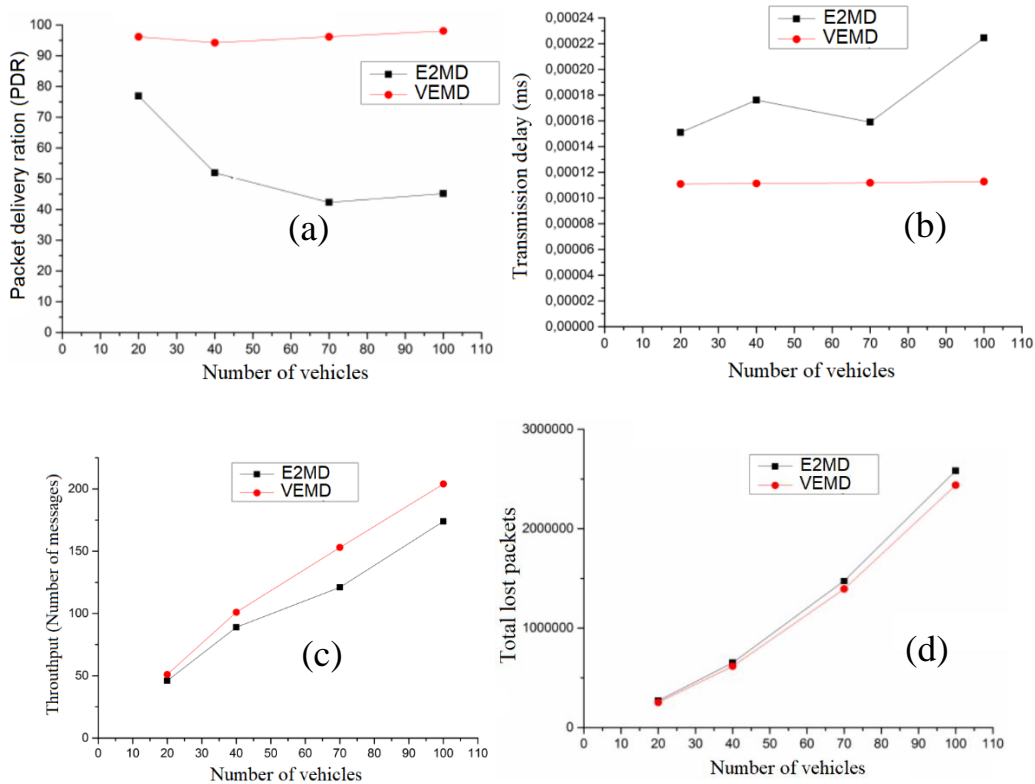 Packet delivery ration (PDR)
100
90
80
70
60
50
40
30
20
10
0
E2MD
VEMD
(a)
0 10 20 30 40 50 60 70 80 90 100 110
Number of vehicles
Transmission delay (ms)
0,00024
0,00022
0,00020
0,00018
0,00016
0,00014
0,00012
0,00010
0,00008
0,00006
0,00004
0,00002
0,00000
E2MD
VEMD
(b)
0 10 20 30 40 50 60 70 80 90 100 110
Number of vehicles
Throuthput (Number of messages)
200
150
100
50
0
E2MD
VEMD
(c)
0 10 20 30 40 50 60 70 80 90 100 110
Number of vehicles
Total lost packets
3000000
2000000
1000000
0
E2MD
VEMD
(d)
0 10 20 30 40 50 60 70 80 90 100 110
Number of vehicles